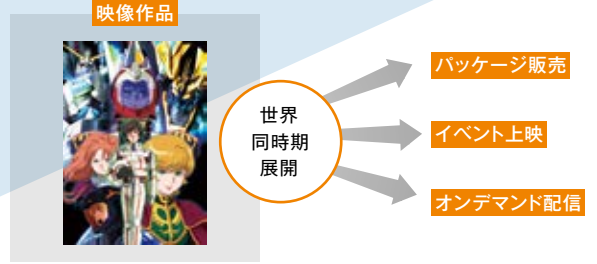 映像作品
世界
同時期
展開
パッケージ販売
イベント上映
オンデマンド配信